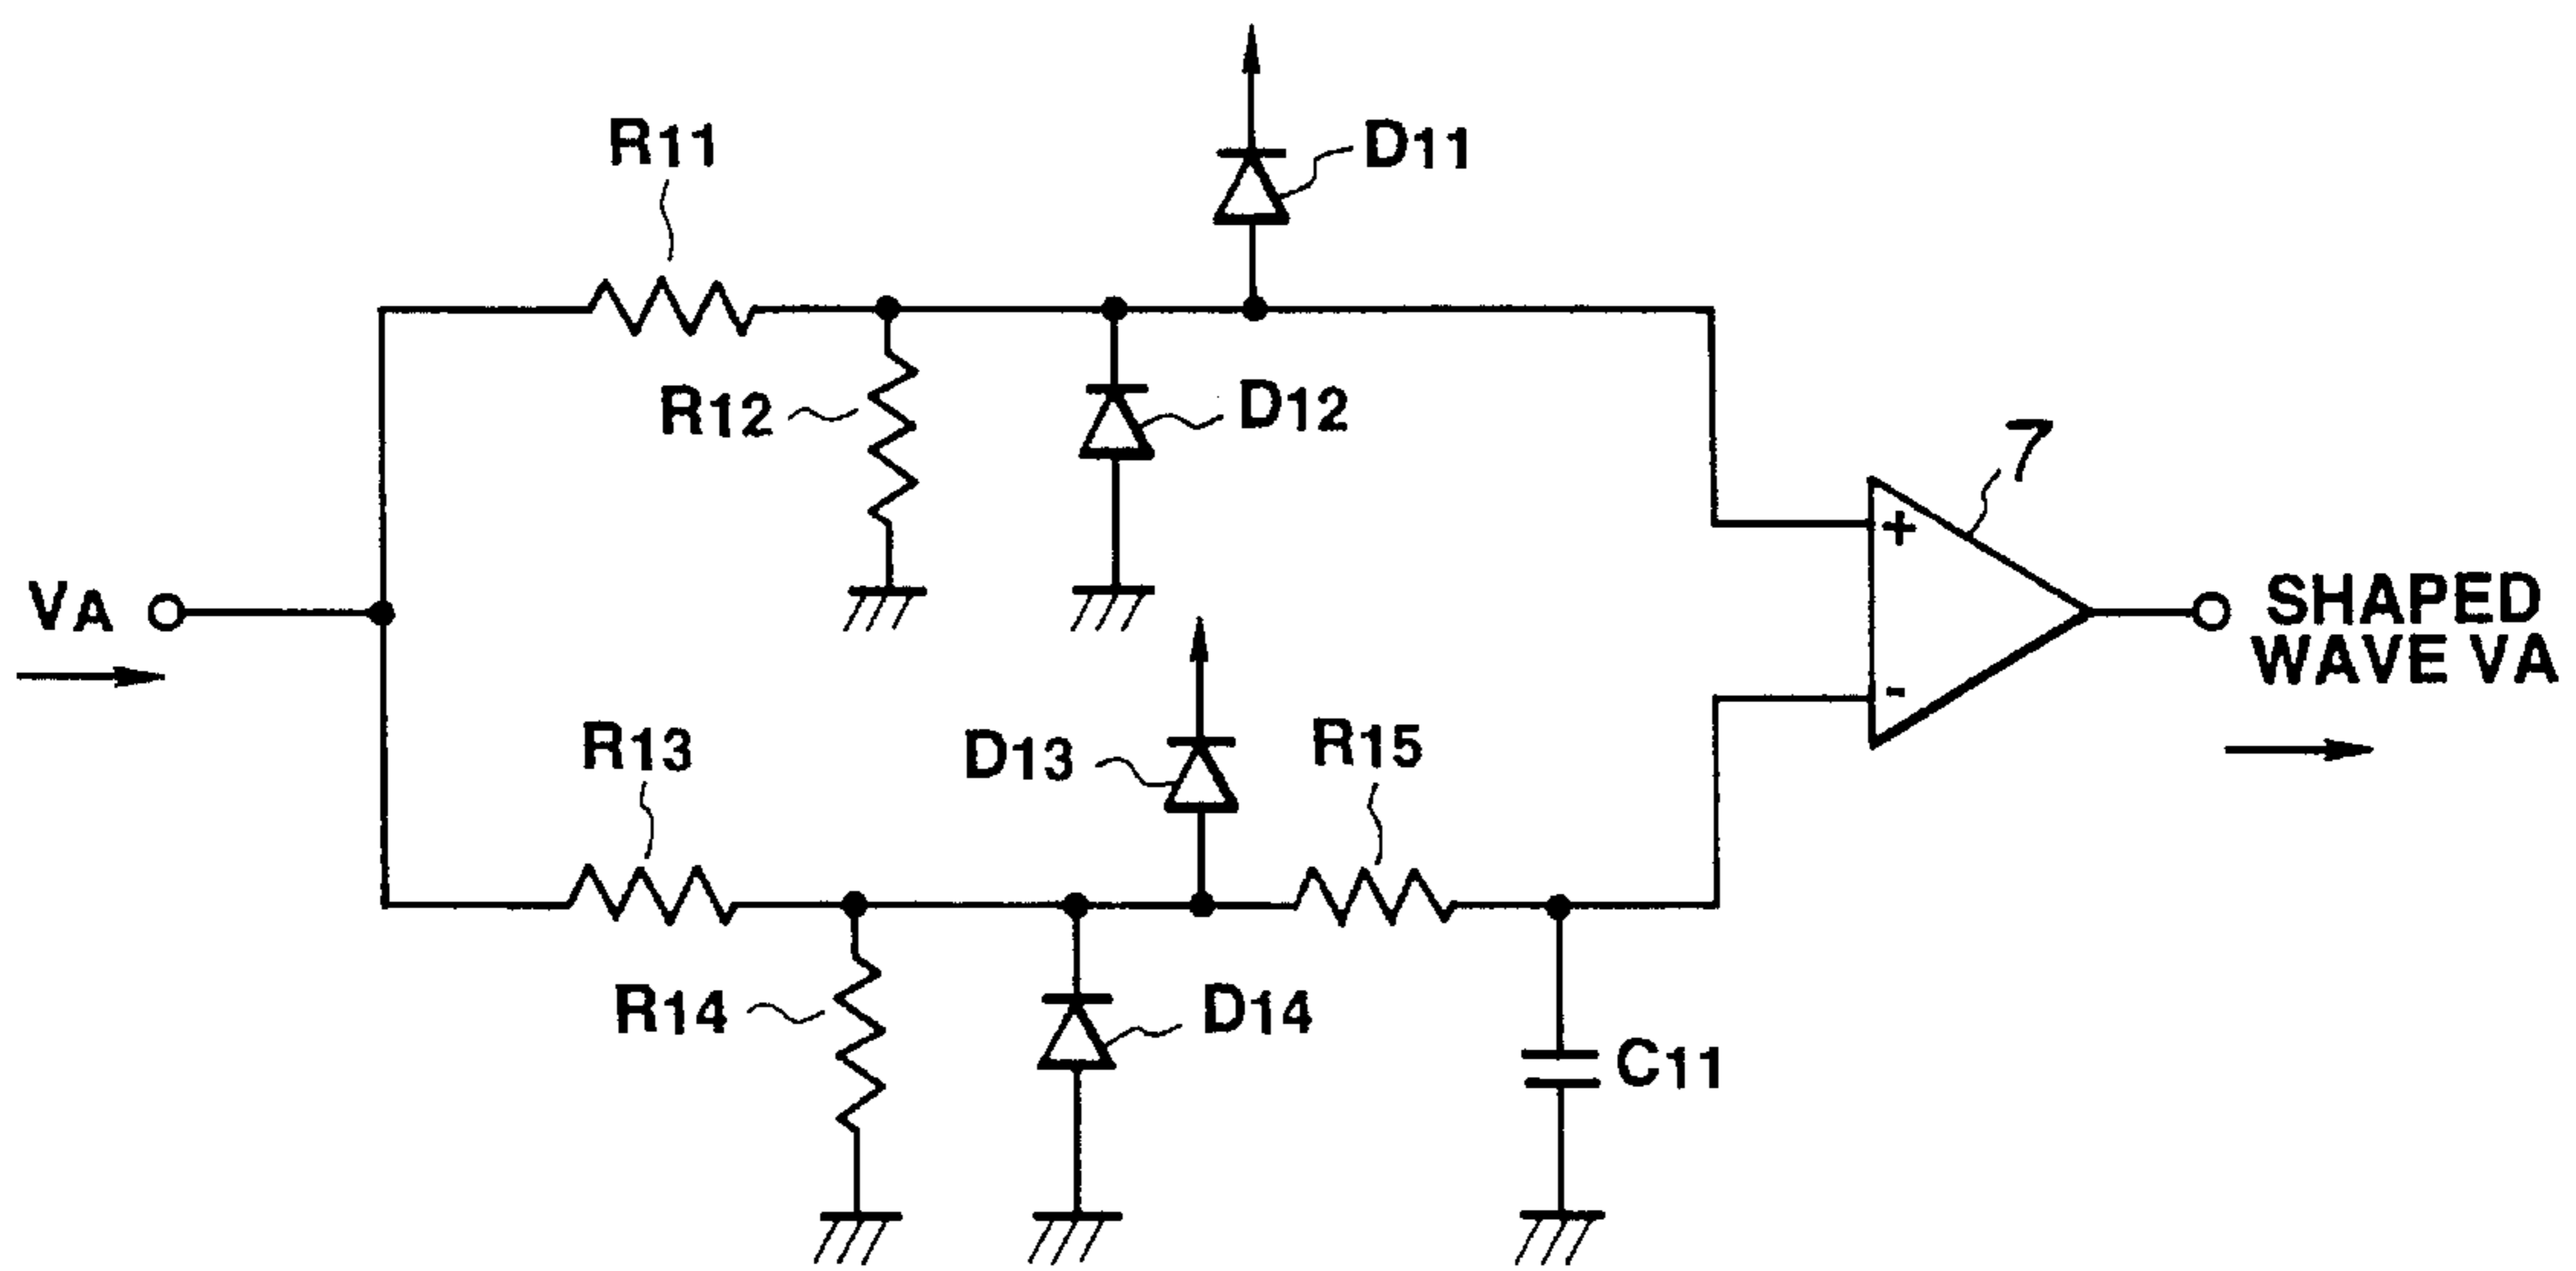 R11
D11
R12
D12
7
+
VA
SHAPED
WAVE VA
-
R13
D13
R15
R14
D14
C11